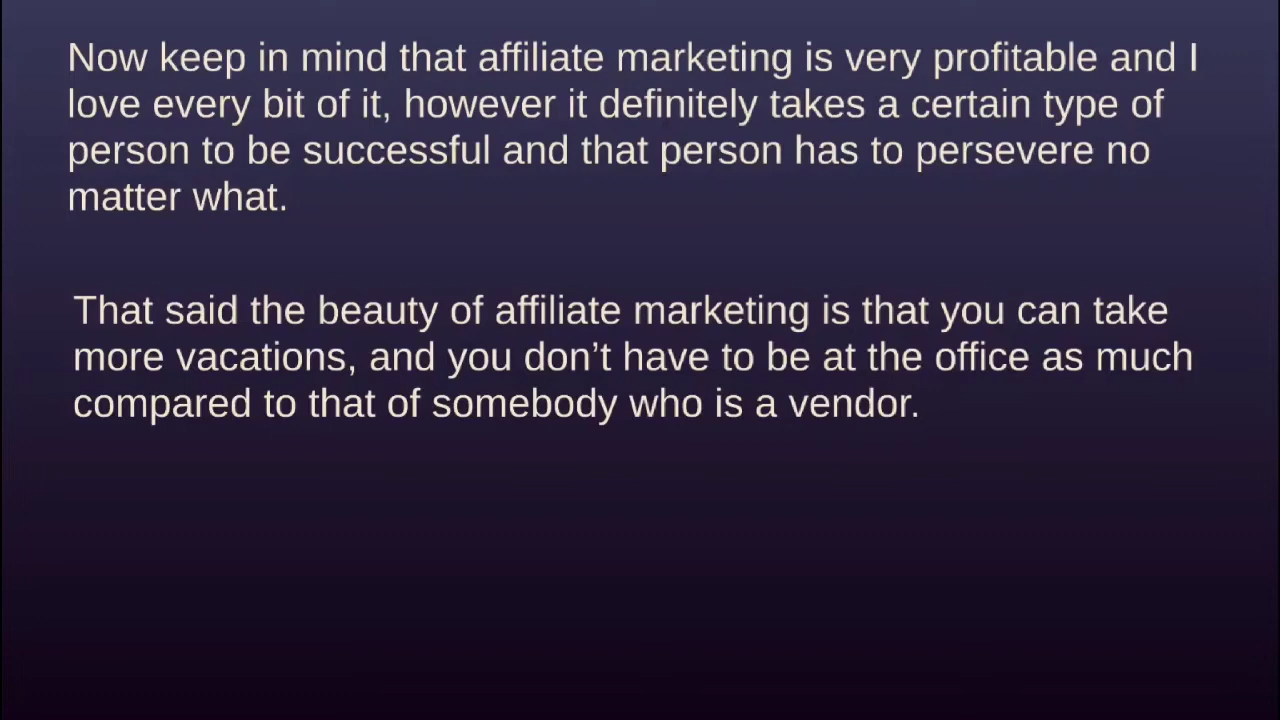 Now keep in mind that affiliate marketing is very profitable and I
love every bit of it, however it definitely takes a certain type of
person to be successful and that person has to persevere no
matter what.
That said the beauty of affiliate marketing is that you can take
more vacations, and you don’t have to be at the office as much
compared to that of somebody who is a vendor.